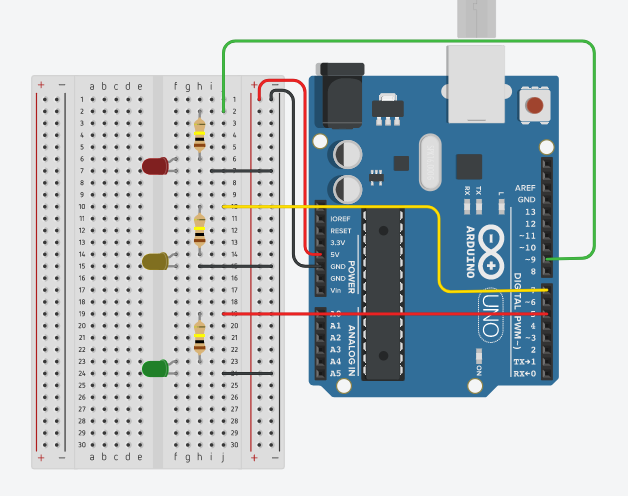 + − a b c d e f g h i j + −
1 1
2 2
3 3
4 4
5 5
6 6
7 7
8 8
9 9
10 10
11 11
12 12
13 13
14 14
15 15
16 16
17 17
18 18
19 19
20 20
21 21
22 22
23 23
24 24
25 25
26 26
27 27
28 28
29 29
30 30
+ − a b c d e f g h i j + −
IOREF
RESET
3.3V
5V
GND
GND
Vin
POWER
A0
A1
A2
A3
A4
A5
ANALOG IN
RX
TX
L
ARDUINO
UNO
ON
AREF
GND
13
12
~11
~10
~9
8
7
~6
~5
4
~3
2
TX→1
RX←0
DIGITAL (PWM~)